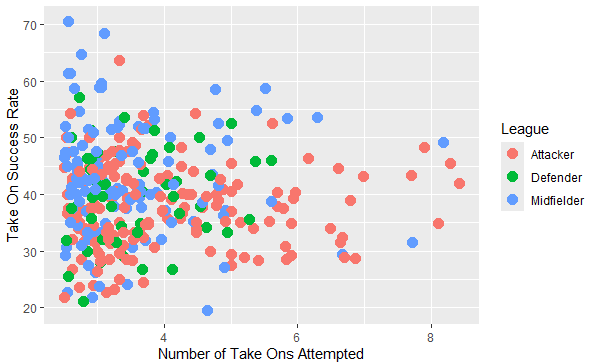 70
60
50
40
30
20
Take On Success Rate
4
6
8
Number of Take Ons Attempted
League
Attacker
Defender
Midfielder